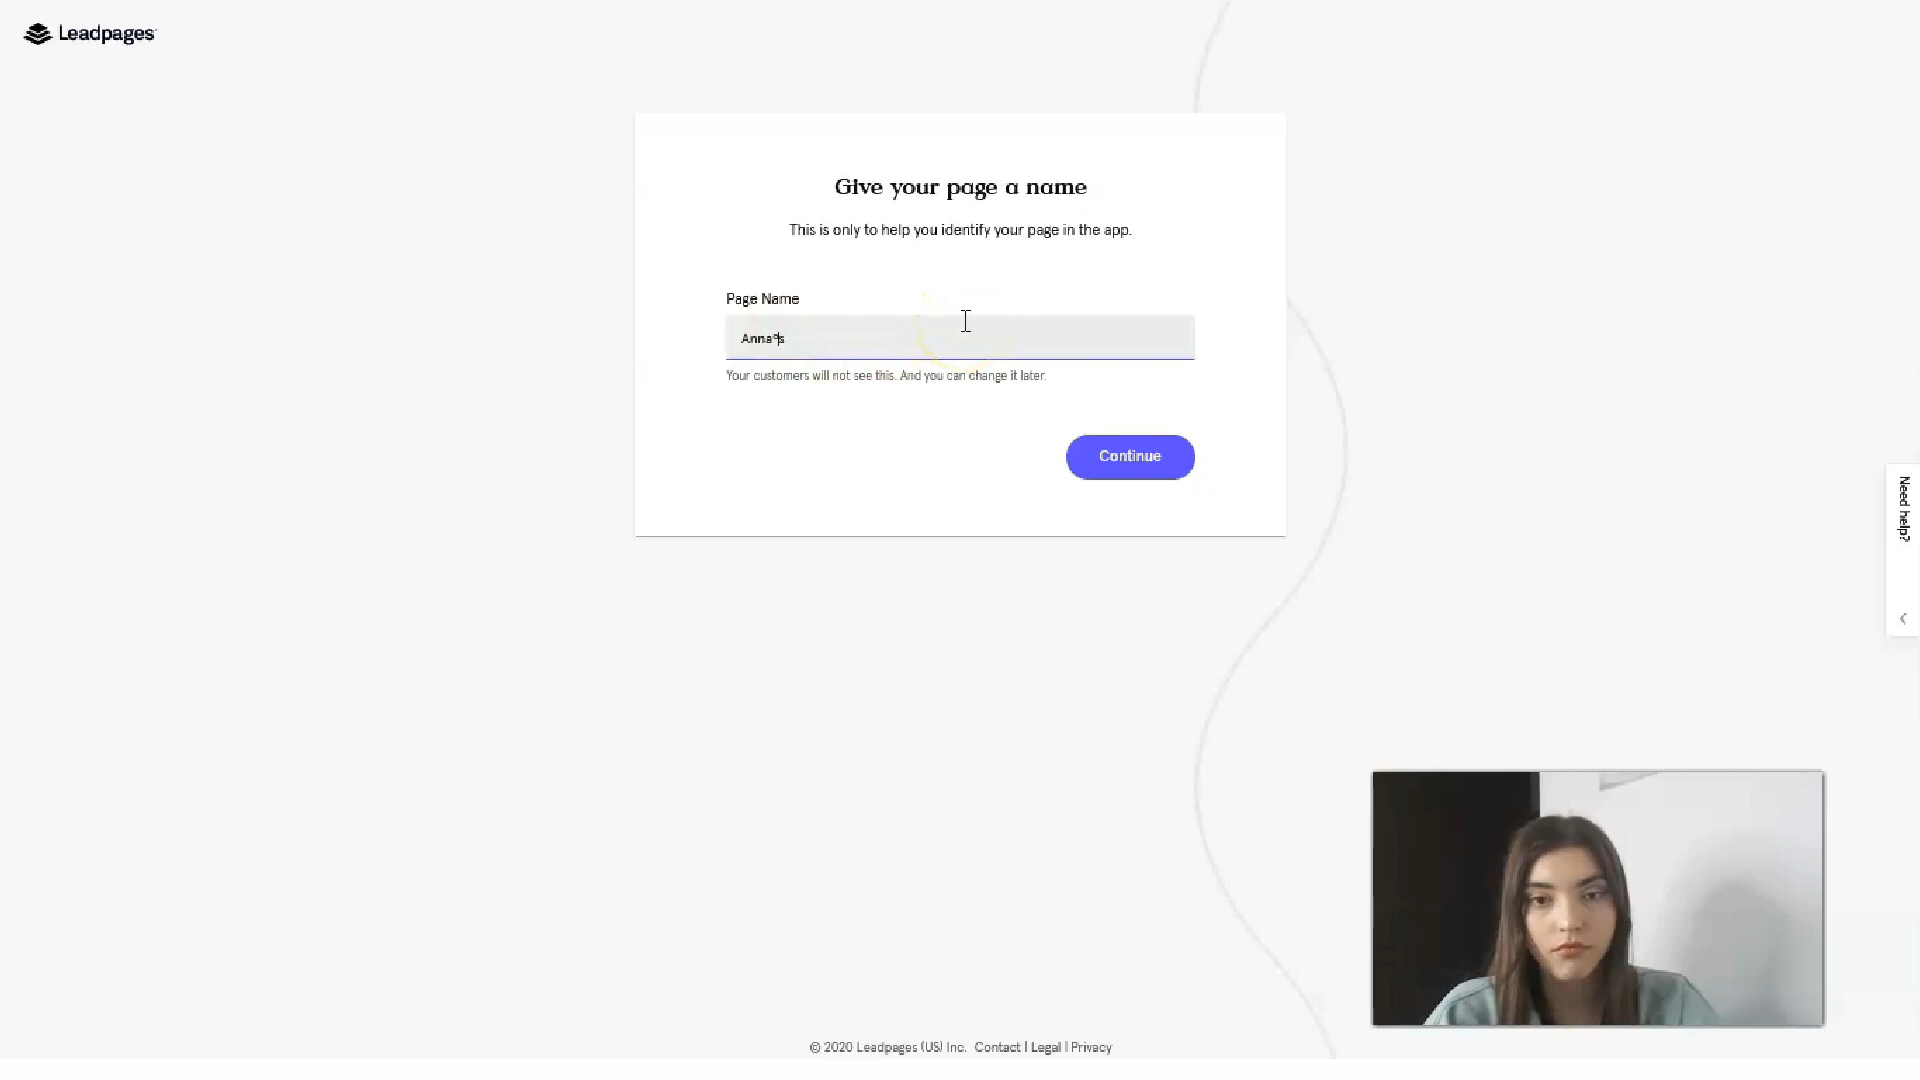 Leadpages
Give your page a name
This is only to help you identify your page in the app.
Page Name
Your customers will not see this. And you can change it later.
Continue
Need help?
© 2020 Leadpages (US) Inc. Contact | Legal | Privacy